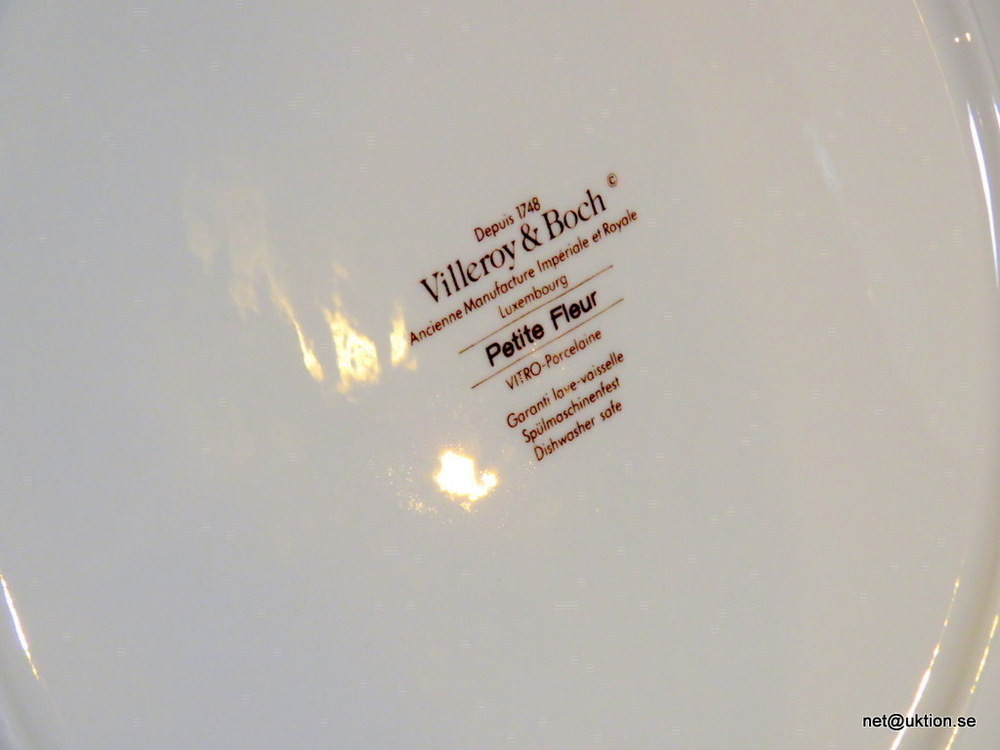 Depuis 1748
Villeroy & Boch ©
Ancienne Manufacture Impériale et Royale
Luxembourg
Petite Fleur
VITRO-Porcelaine
Garanti lave-vaisselle
Spülmaschinenfest
Dishwasher safe
net@uktion.se